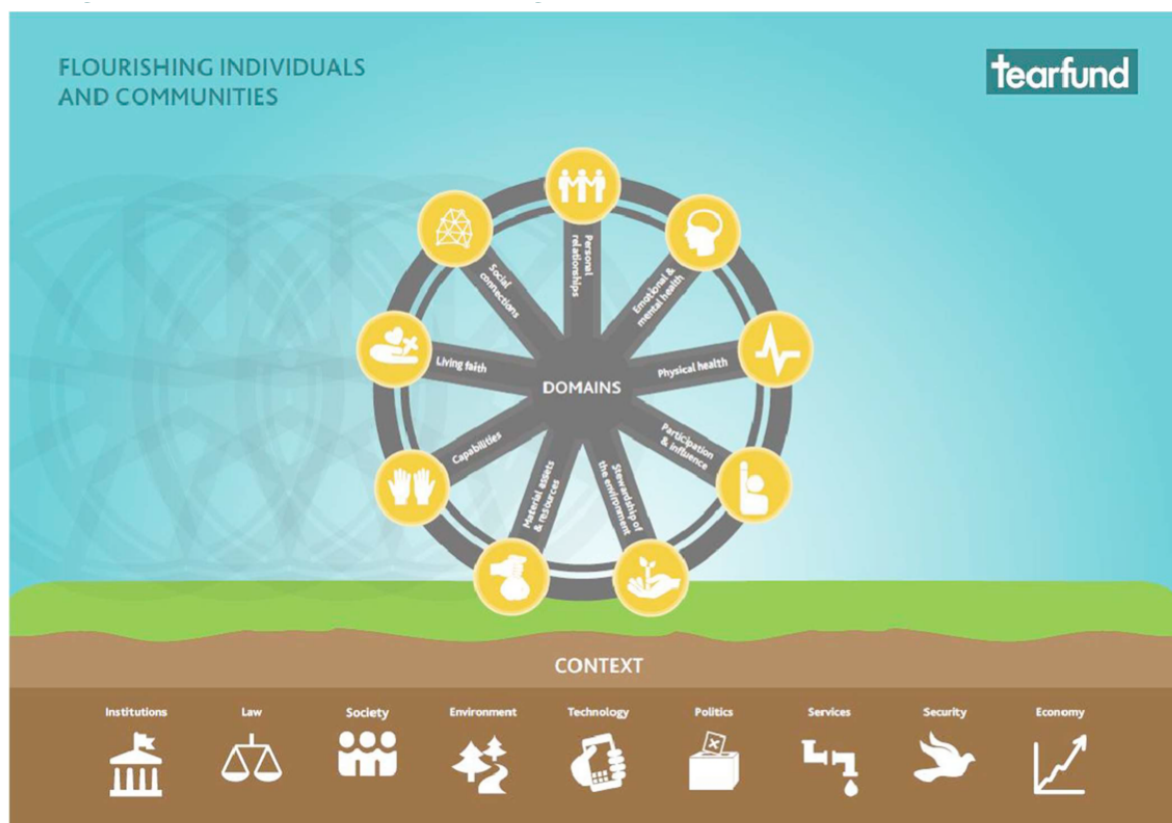 FLOURISHING INDIVIDUALS
AND COMMUNITIES
tearfund
Personal
relationships
Emotional &
mental health
Physical health
Participation
& influence
Stewardship of
the environment
Material assets
& resources
Capabilities
Living faith
Social
connections
DOMAINS
CONTEXT
Institutions
Law
Society
Environment
Technology
Politics
Services
Security
Economy